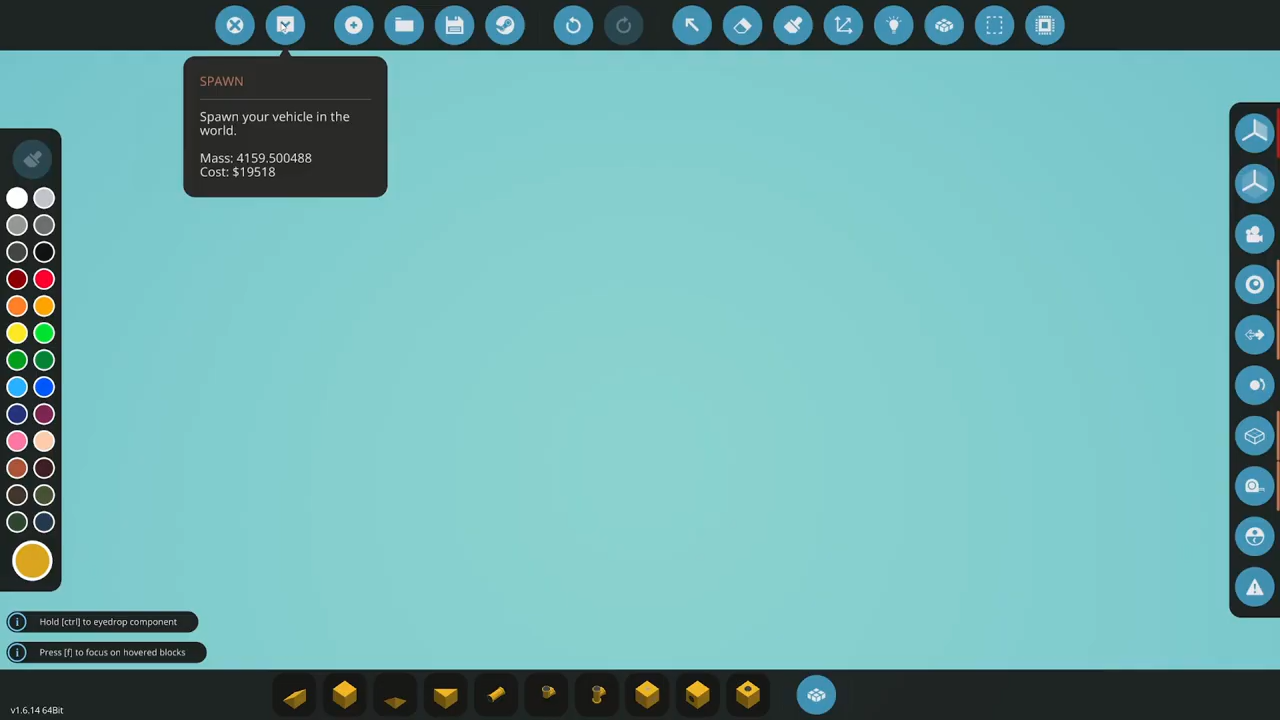 SPAWN
Spawn your vehicle in the
world.
Mass: 4159.500488
Cost: $19518
Hold [ctrl] to eyedrop component
Press [f] to focus on hovered blocks
v1.6.14 64Bit